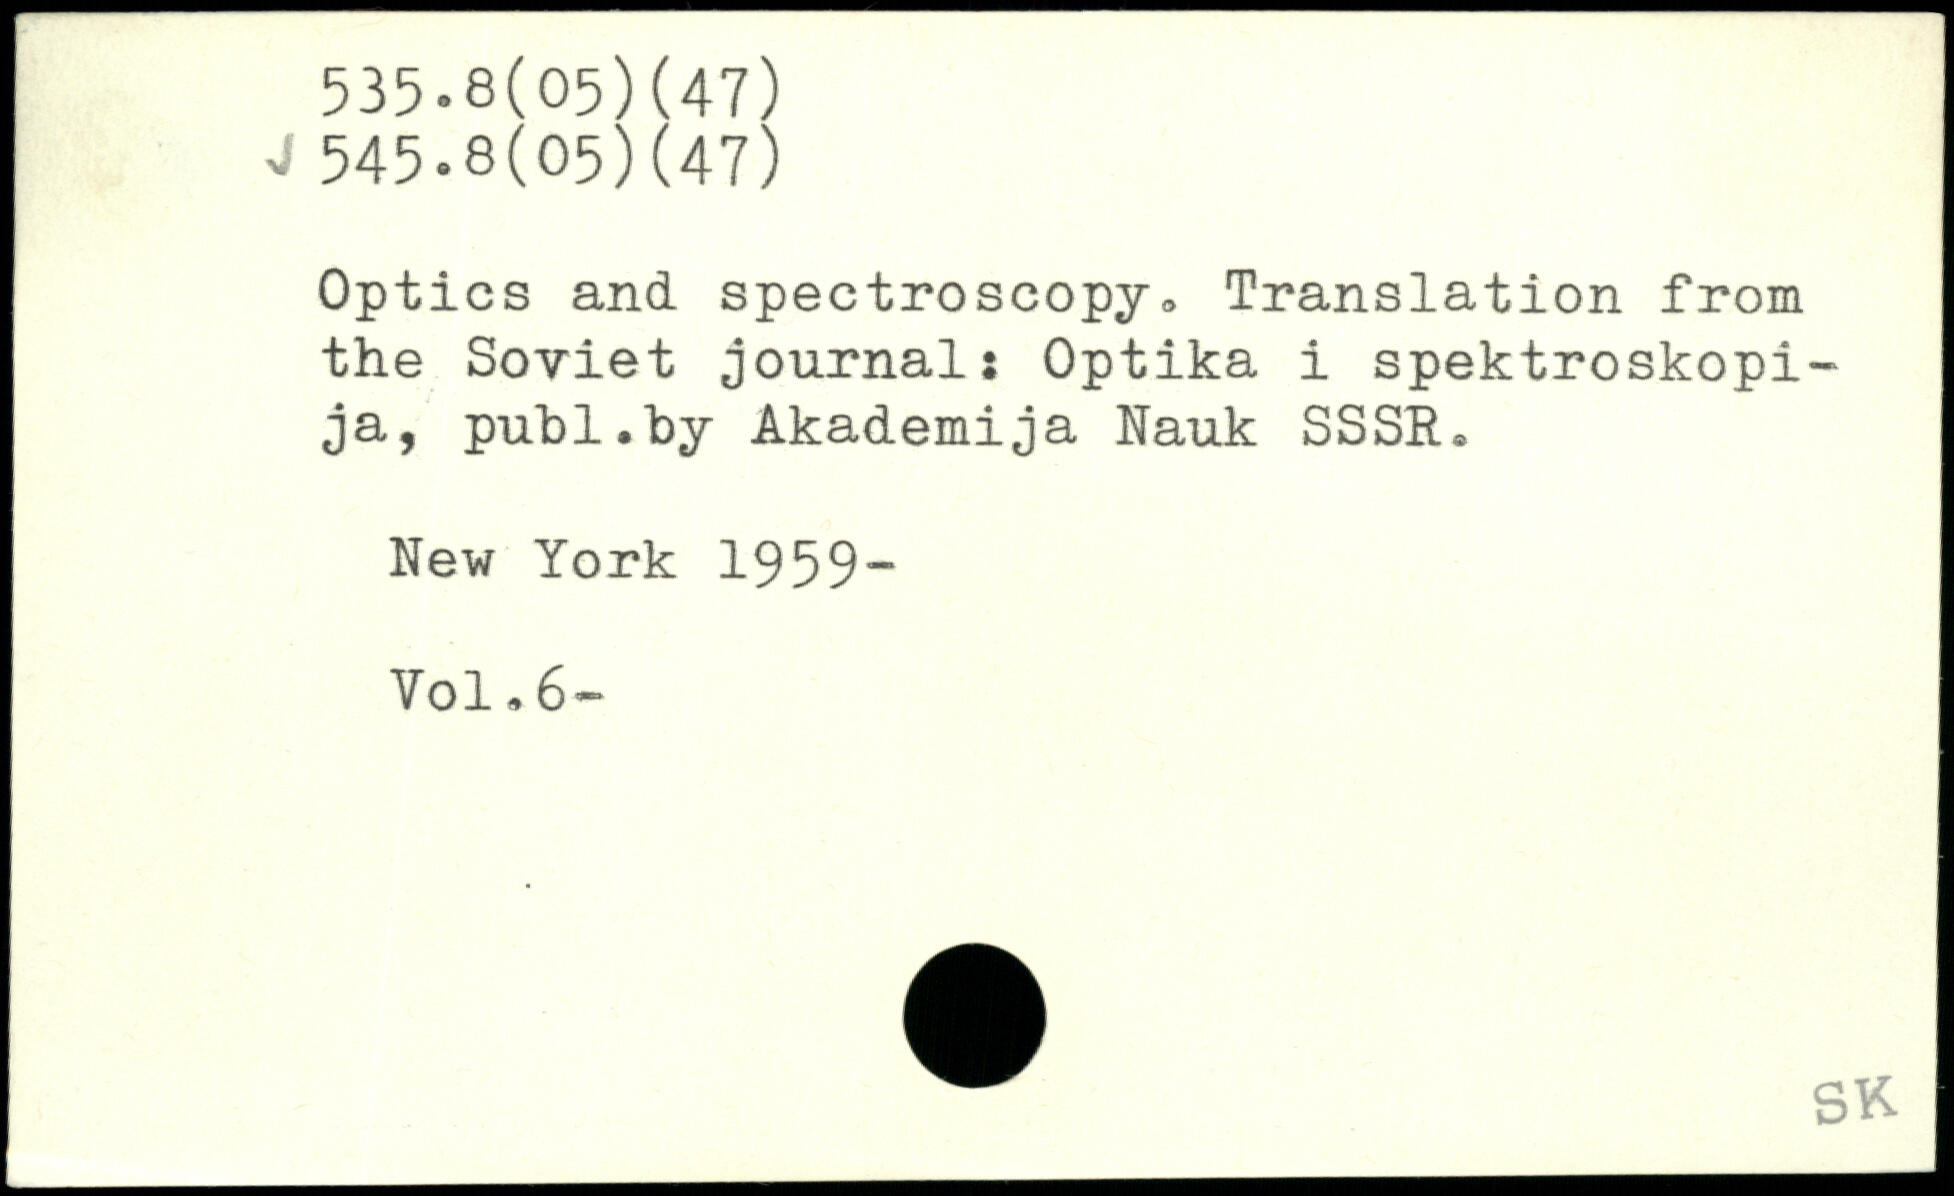 535.8(05)(47)
✓ 545.8(05)(47)
Optics and spectroscopy. Translation from
the Soviet journal: Optika i spektroskopi-
ja, publ.by Akademija Nauk SSSR.
New York 1959-
Vol.6-
SK